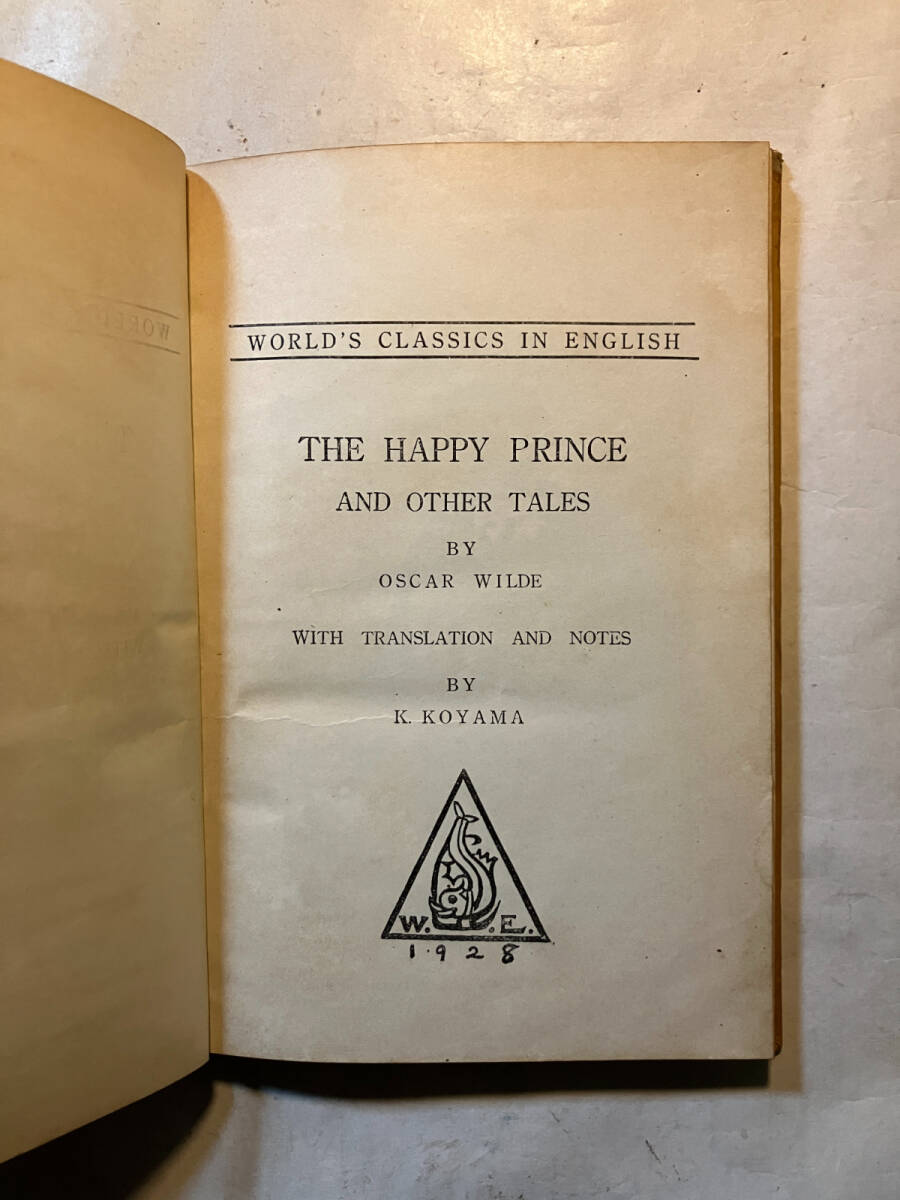 WORLD'S CLASSICS IN ENGLISH
THE HAPPY PRINCE
AND OTHER TALES
BY
OSCAR WILDE
WITH TRANSLATION AND NOTES
BY
K. KOYAMA
W. .E.
1928